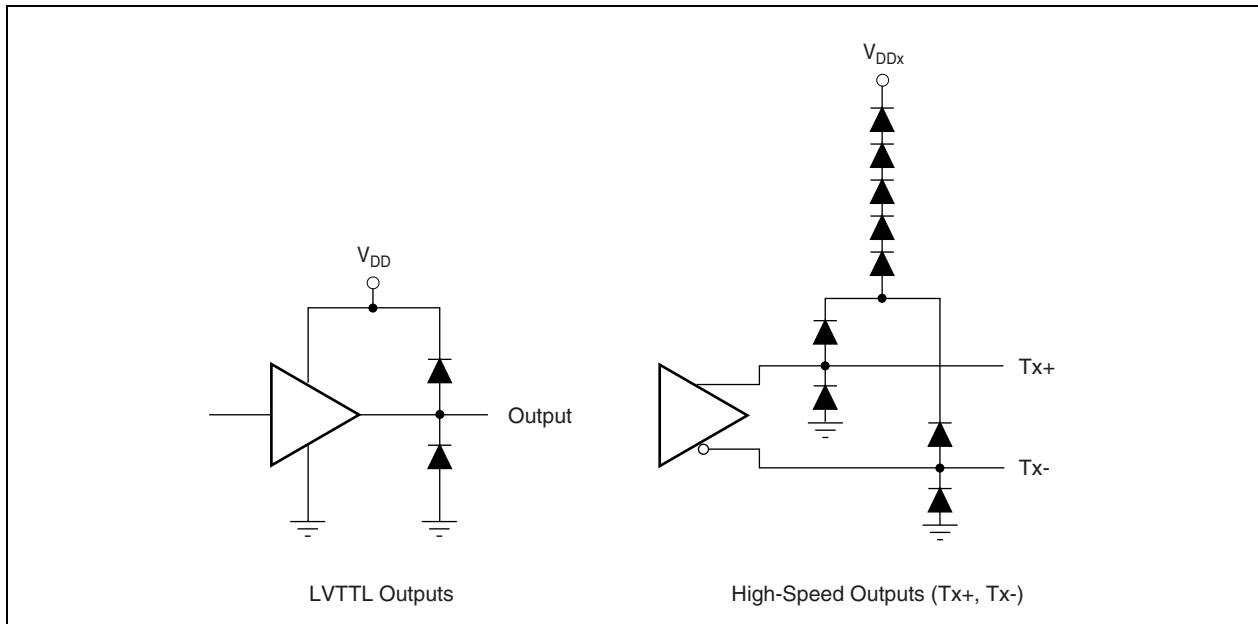 V_DDx
V_DD
Tx+
Output
Tx-
LVTTL Outputs
High-Speed Outputs (Tx+, Tx-)